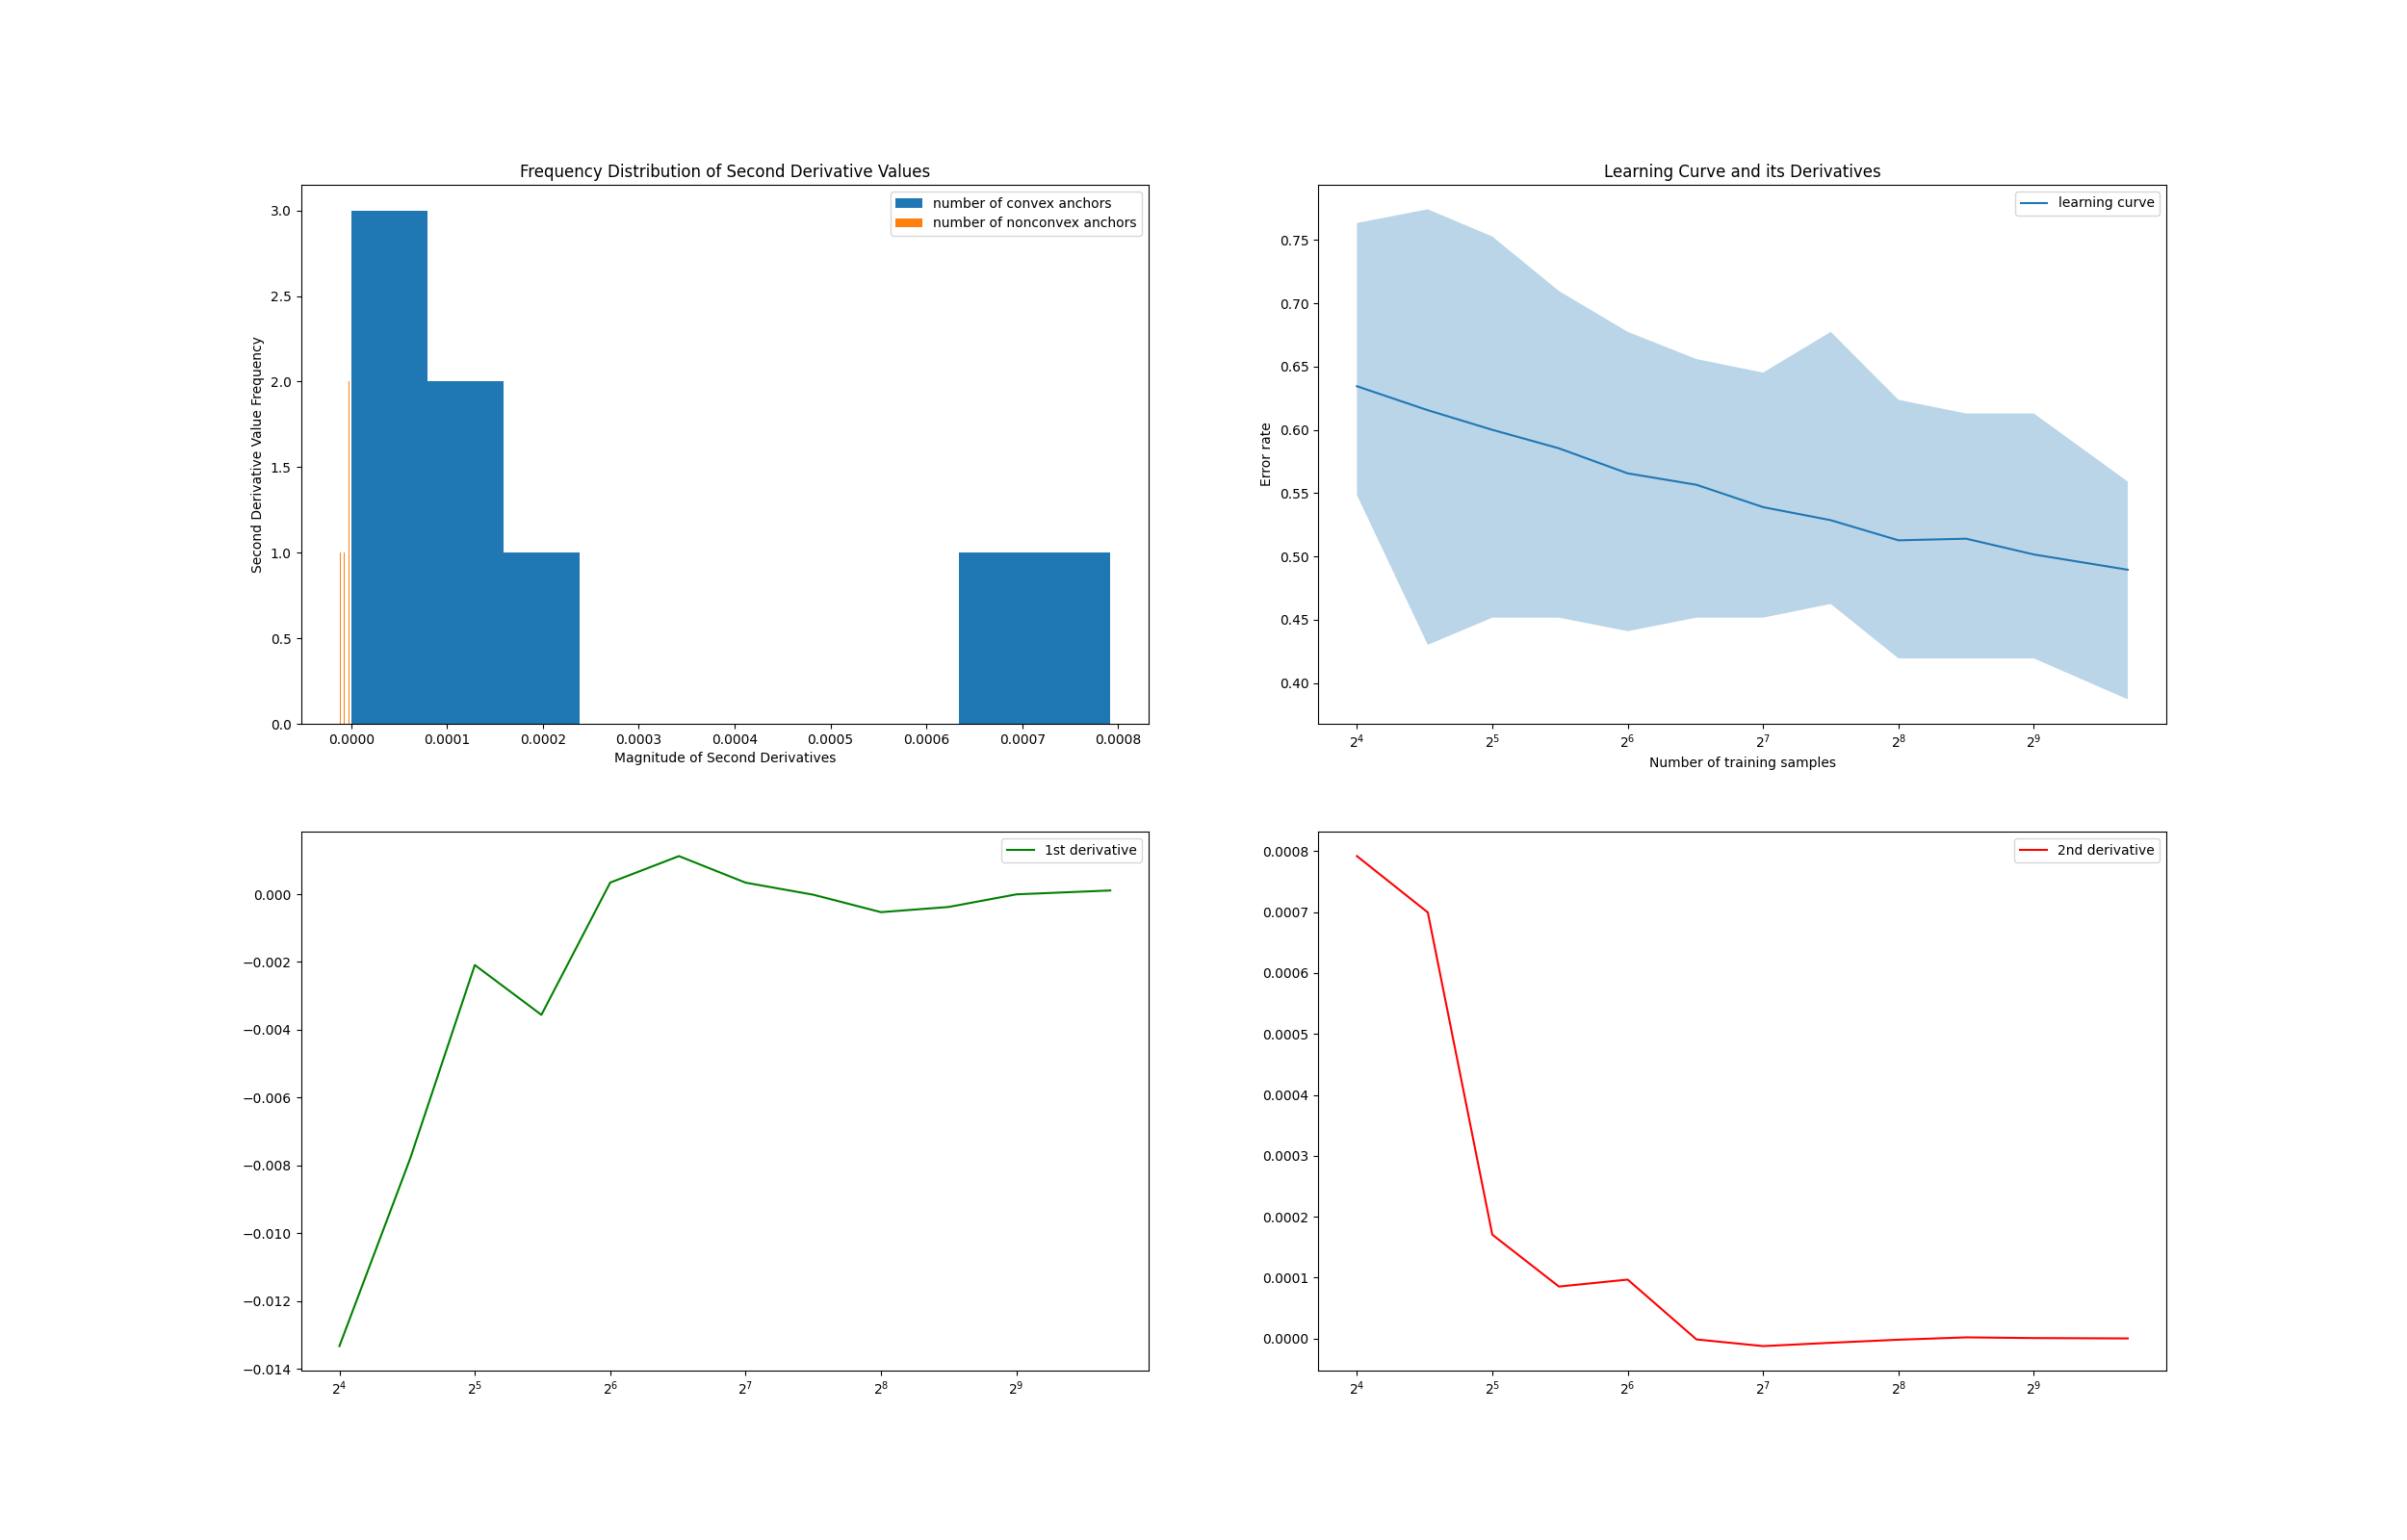 Frequency Distribution of Second Derivative Values
number of convex anchors
number of nonconvex anchors
3.0
2.5
2.0
1.5
1.0
0.5
0.0
Second Derivative Value Frequency
0.0000 0.0001 0.0002 0.0003 0.0004 0.0005 0.0006 0.0007 0.0008
Magnitude of Second Derivatives
Learning Curve and its Derivatives
learning curve
0.75
0.70
0.65
0.60
0.55
0.50
0.45
0.40
Error rate
2⁴ 2⁵ 2⁶ 2⁷ 2⁸ 2⁹
Number of training samples
1st derivative
0.000
−0.002
−0.004
−0.006
−0.008
−0.010
−0.012
−0.014
2⁴ 2⁵ 2⁶ 2⁷ 2⁸ 2⁹
2nd derivative
0.0008
0.0007
0.0006
0.0005
0.0004
0.0003
0.0002
0.0001
0.0000
2⁴ 2⁵ 2⁶ 2⁷ 2⁸ 2⁹